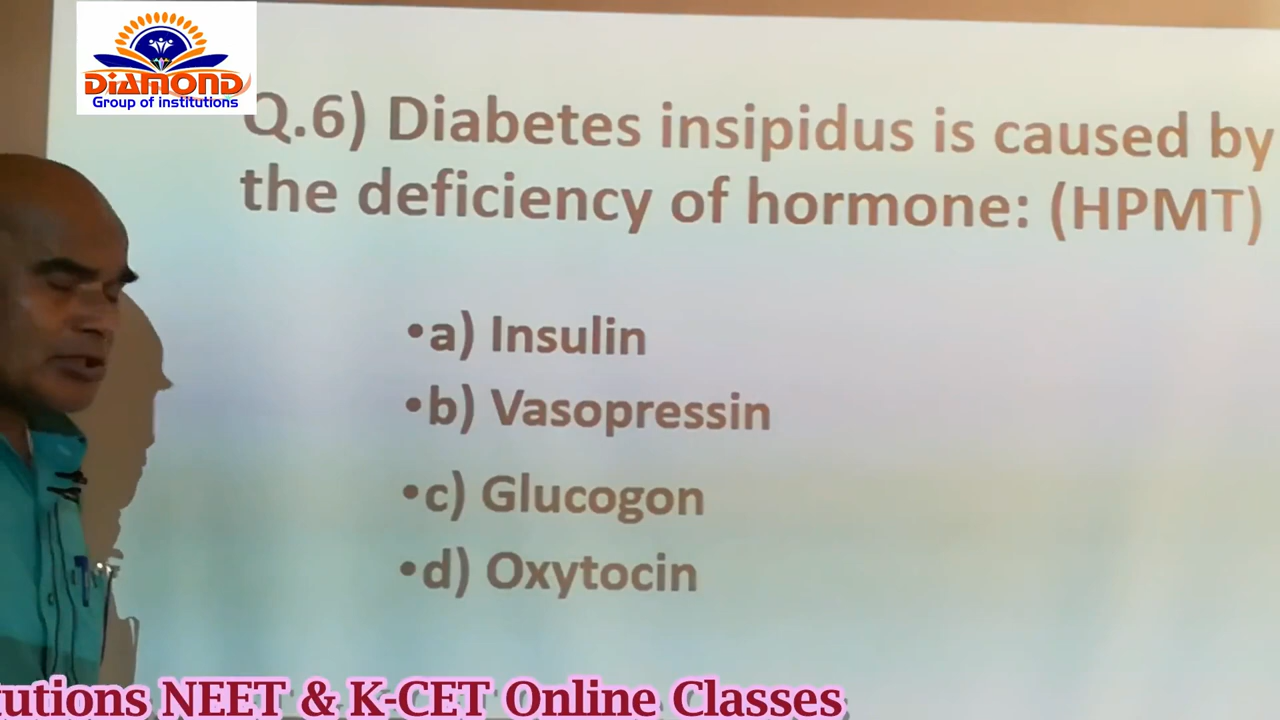 DiAMOND
Group of institutions
Q.6) Diabetes insipidus is caused by
the deficiency of hormone: (HPMT)
•a) Insulin
•b) Vasopressin
•c) Glucogon
•d) Oxytocin
NEET & K-CET Online Classes